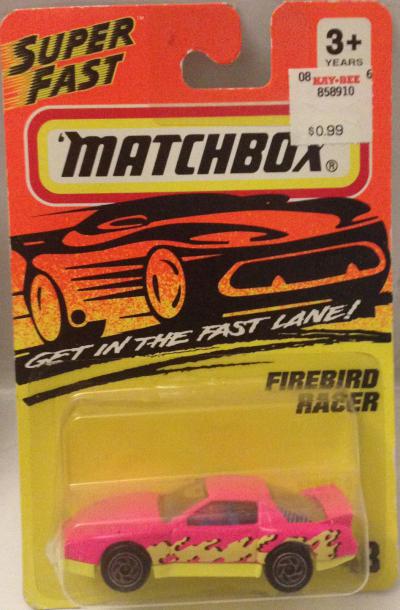 SUPER
FAST
™
3+
YEARS
08 KAY•BEE 6
858910
$0.99
MATCHBOX®
GET IN THE FAST LANE!
FIREBIRD
RACER